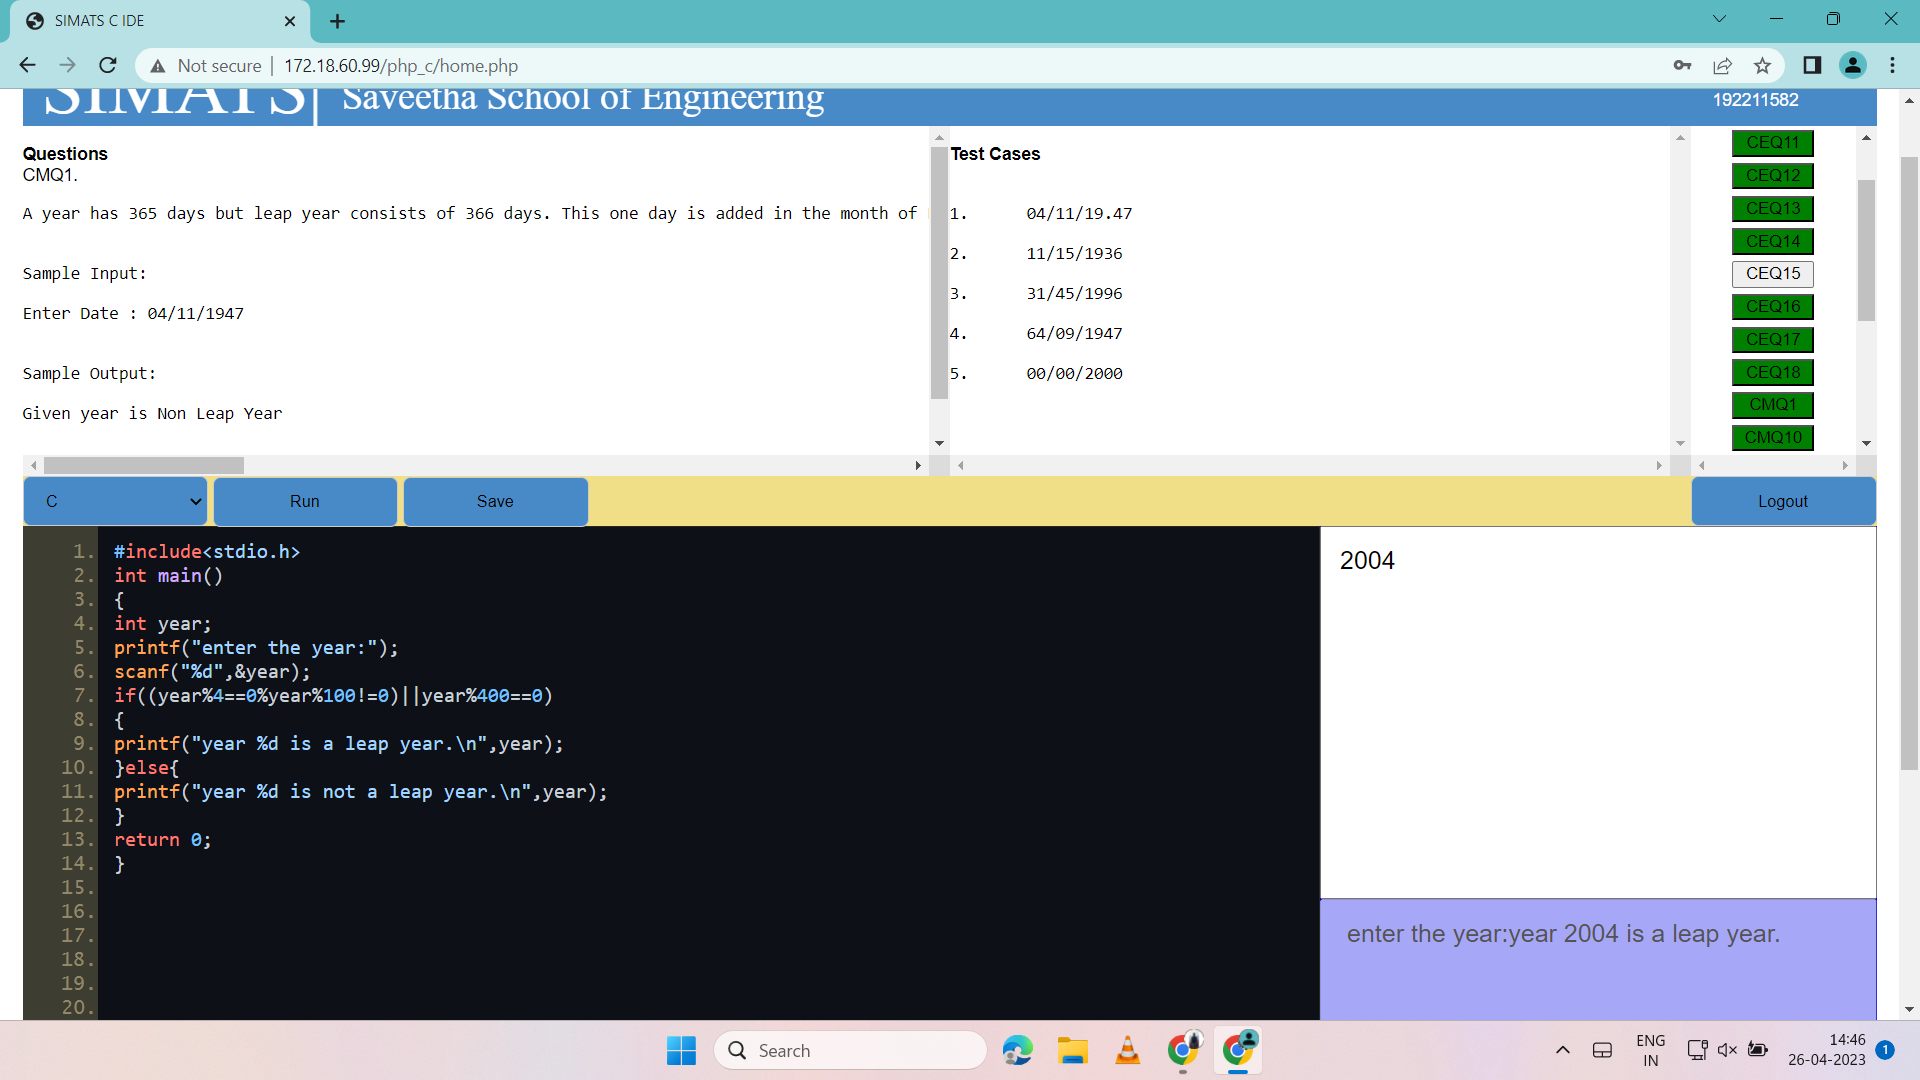 SIMATS C IDE
Not secure | 172.18.60.99/php_c/home.php
SIMATS| Saveetha School of Engineering
192211582
Questions
CMQ1.
A year has 365 days but leap year consists of 366 days. This one day is added in the month of
Sample Input:
Enter Date : 04/11/1947
Sample Output:
Given year is Non Leap Year
Test Cases
1. 04/11/19.47
2. 11/15/1936
3. 31/45/1996
4. 64/09/1947
5. 00/00/2000
CEQ11
CEQ12
CEQ13
CEQ14
CEQ15
CEQ16
CEQ17
CEQ18
CMQ1
CMQ10
C
Run
Save
Logout
1. #include<stdio.h>
2. int main()
3. {
4. int year;
5. printf("enter the year:");
6. scanf("%d",&year);
7. if((year%4==0%year%100!=0)||year%400==0)
8. {
9. printf("year %d is a leap year.\n",year);
10. }else{
11. printf("year %d is not a leap year.\n",year);
12. }
13. return 0;
14. }
15.
16.
17.
18.
19.
20.
2004
enter the year:year 2004 is a leap year.
Search
ENG
IN
14:46
26-04-2023
1